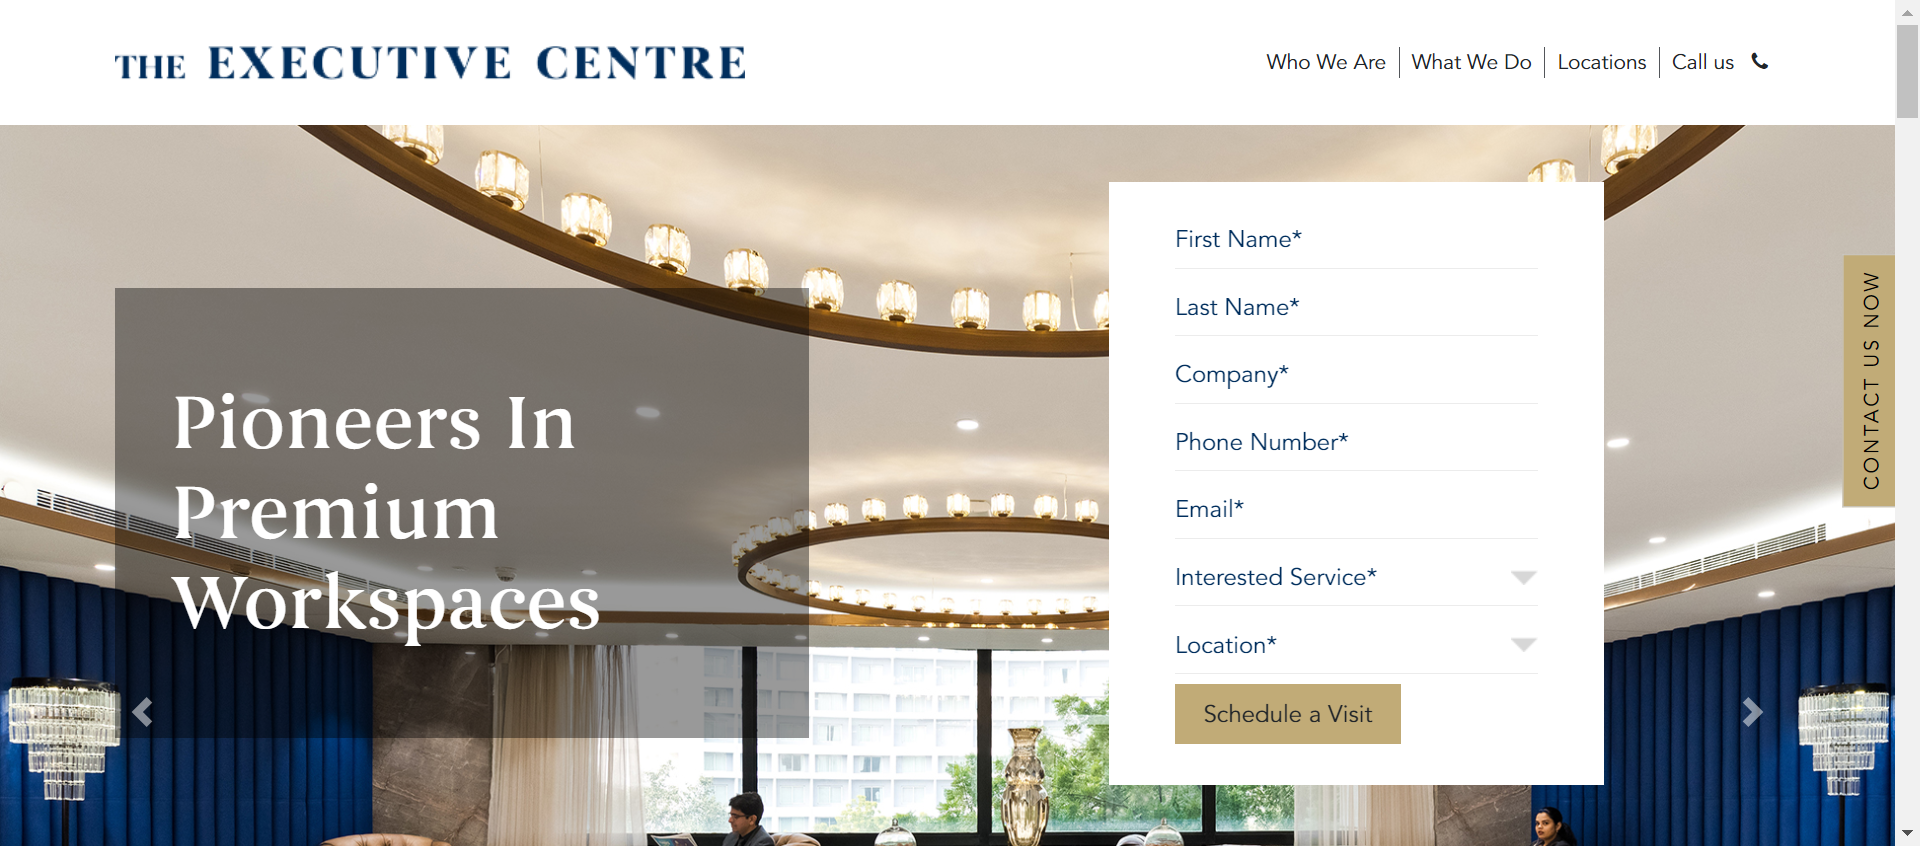 THE EXECUTIVE CENTRE
Who We Are
What We Do
Locations
Call us
Pioneers In
Premium
Workspaces
First Name*
Last Name*
Company*
Phone Number*
Email*
Interested Service*
Location*
Schedule a Visit
CONTACT US NOW